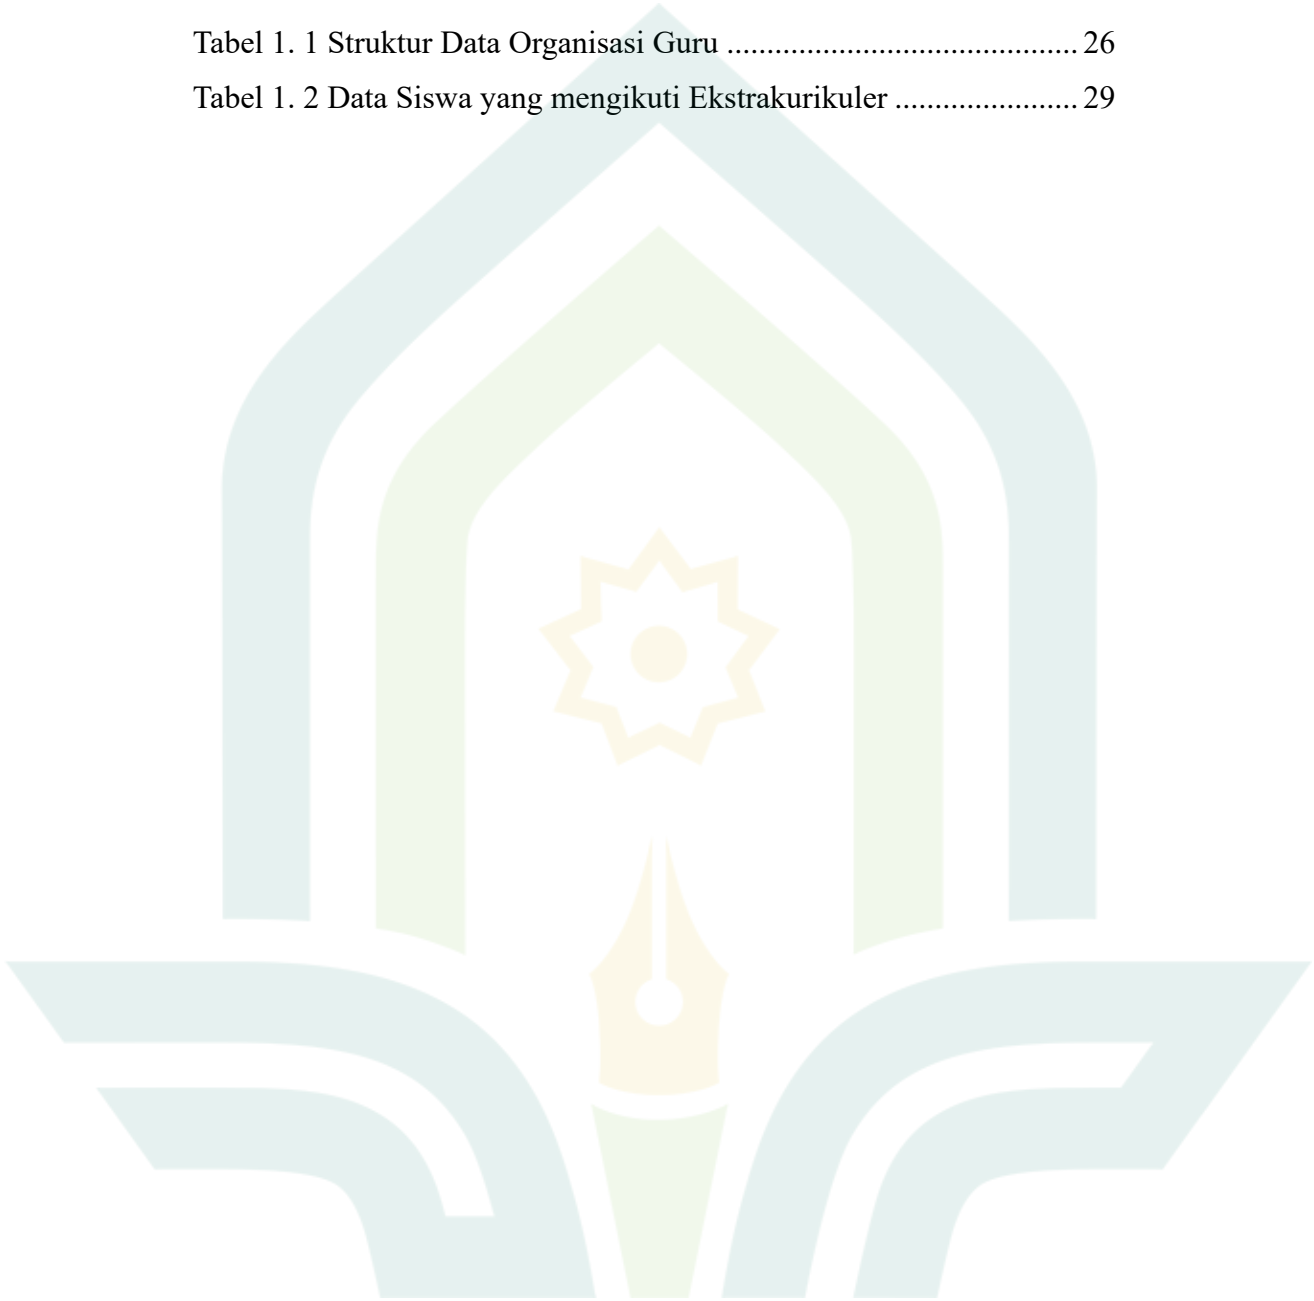 Tabel 1. 1 Struktur Data Organisasi Guru ............................................ 26
Tabel 1. 2 Data Siswa yang mengikuti Ekstrakurikuler ....................... 29